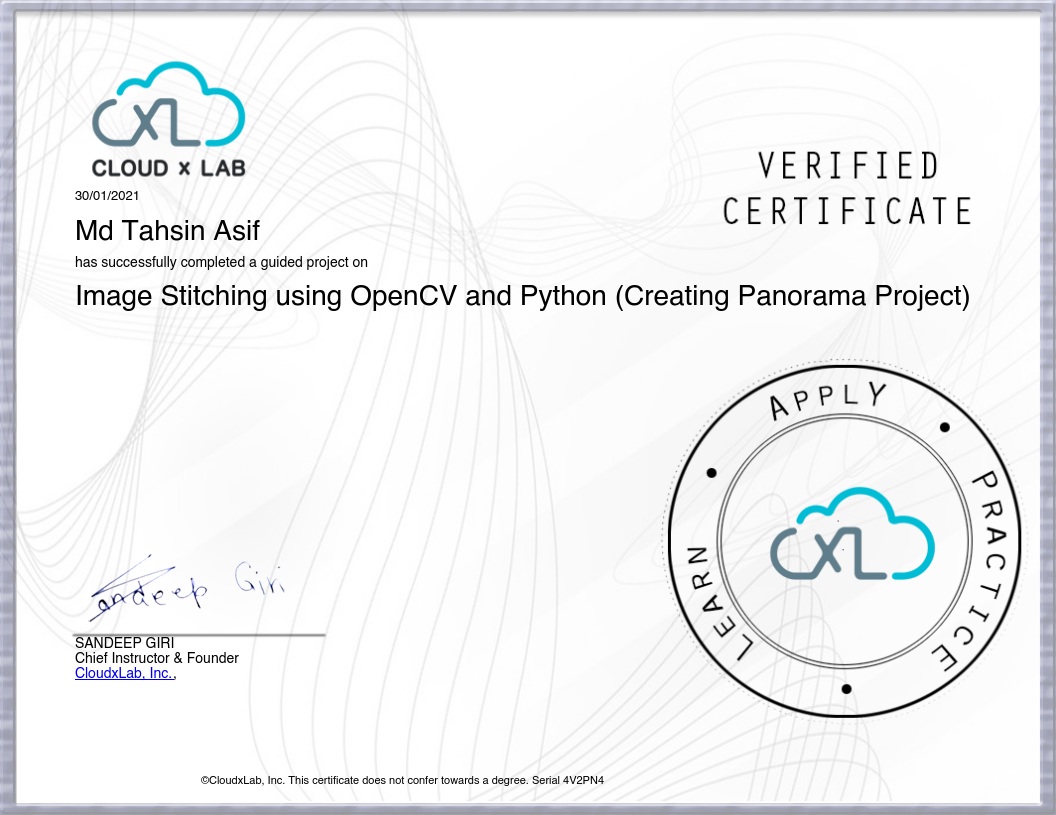 CXL
CLOUD x LAB
30/01/2021
VERIFIED
CERTIFICATE
Md Tahsin Asif
has successfully completed a guided project on
Image Stitching using OpenCV and Python (Creating Panorama Project)
APPLY
PRACTICE
LEARN
CXL
Sandeep Giri
SANDEEP GIRI
Chief Instructor & Founder
CloudxLab, Inc.,
©CloudxLab, Inc. This certificate does not confer towards a degree. Serial 4V2PN4